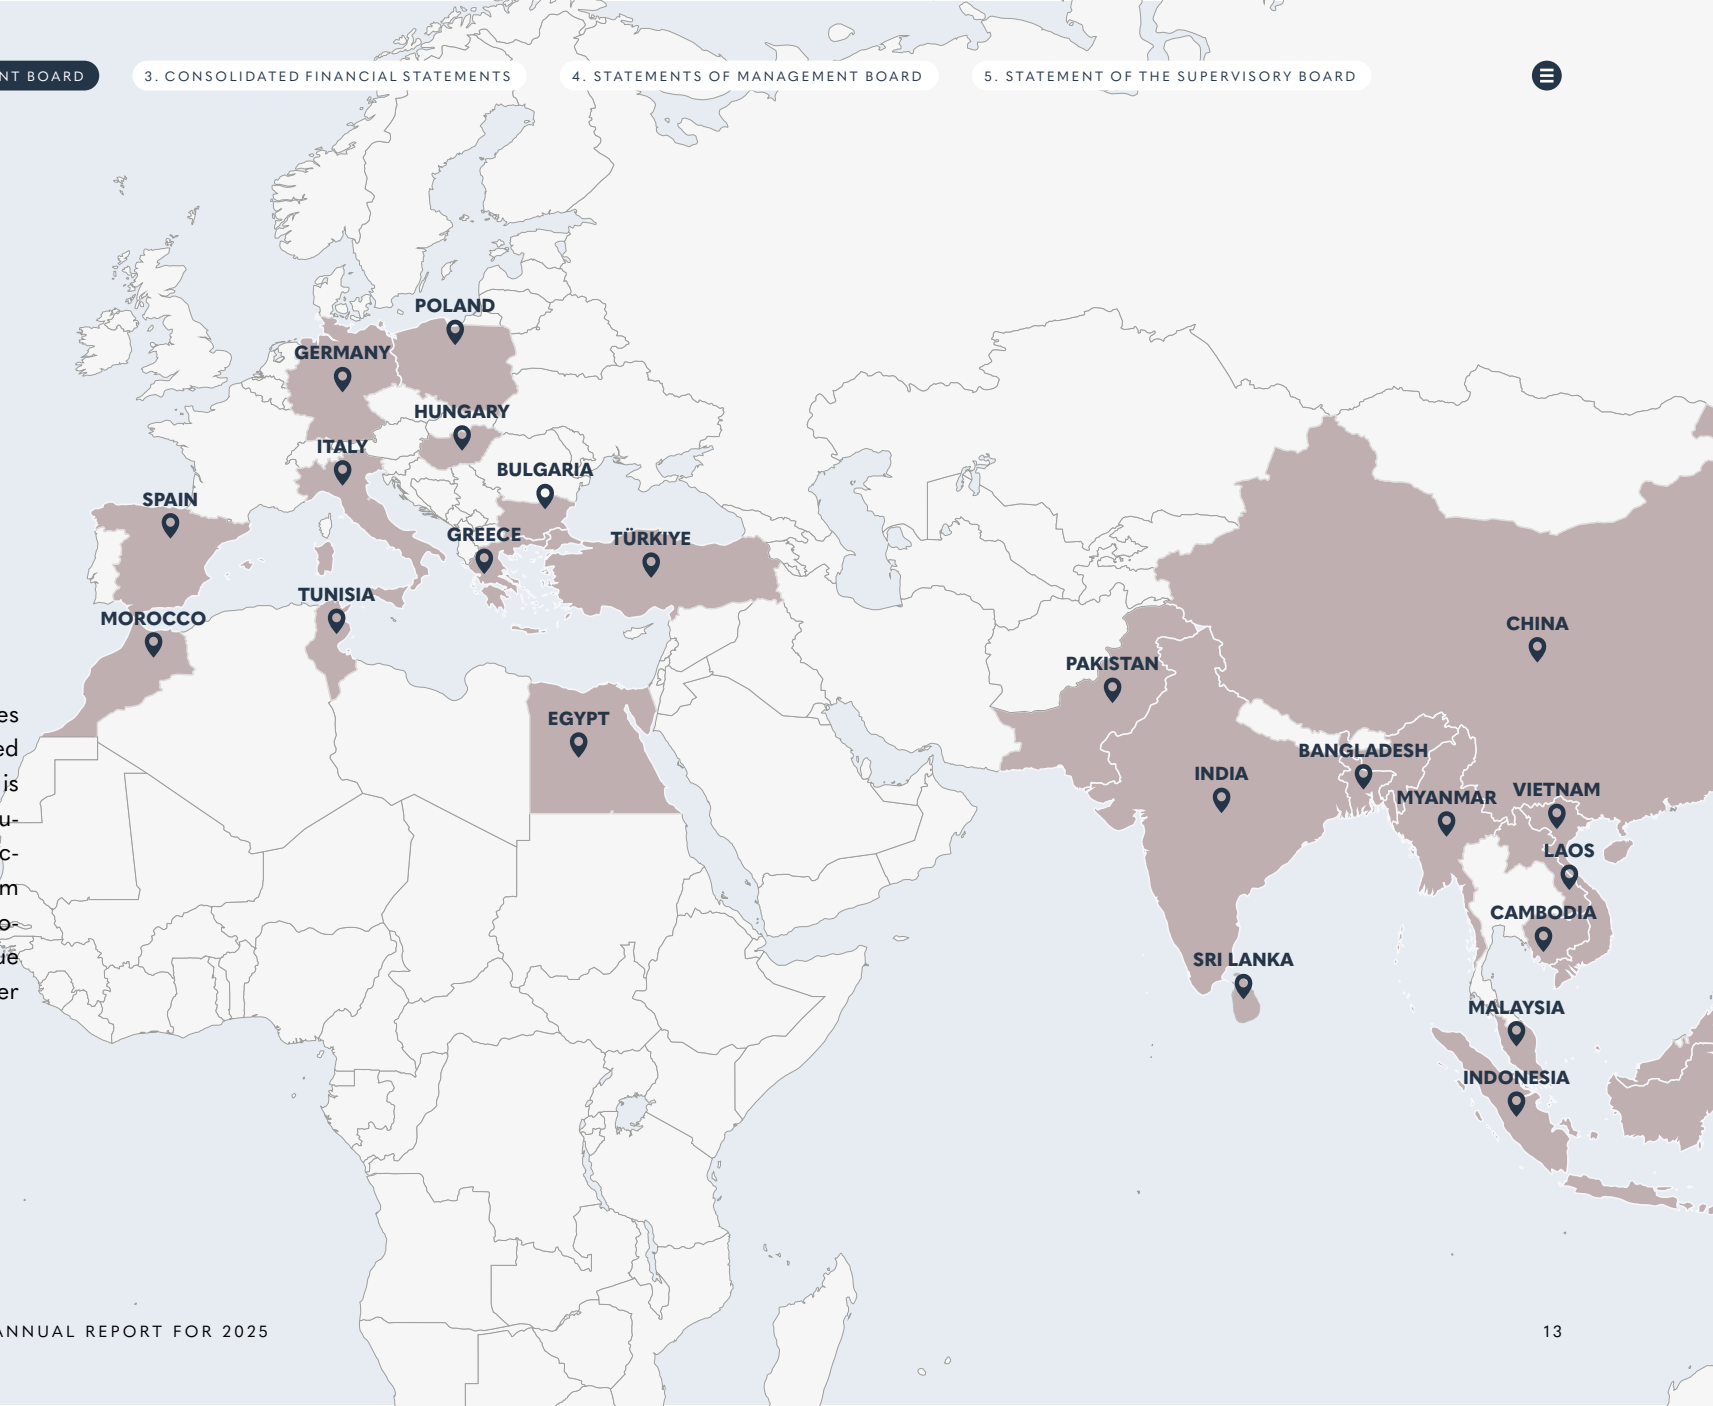 NT BOARD
3. CONSOLIDATED FINANCIAL STATEMENTS
4. STATEMENTS OF MANAGEMENT BOARD
5. STATEMENT OF THE SUPERVISORY BOARD
POLAND
GERMANY
HUNGARY
ITALY
BULGARIA
SPAIN
GREECE
TÜRKIYE
TUNISIA
MOROCCO
CHINA
PAKISTAN
EGYPT
BANGLADESH
INDIA
VIETNAM
MYANMAR
LAOS
CAMBODIA
SRI LANKA
MALAYSIA
INDONESIA
es
ed
is
u-
c-
m
o-
ue
er
ANNUAL REPORT FOR 2025
13